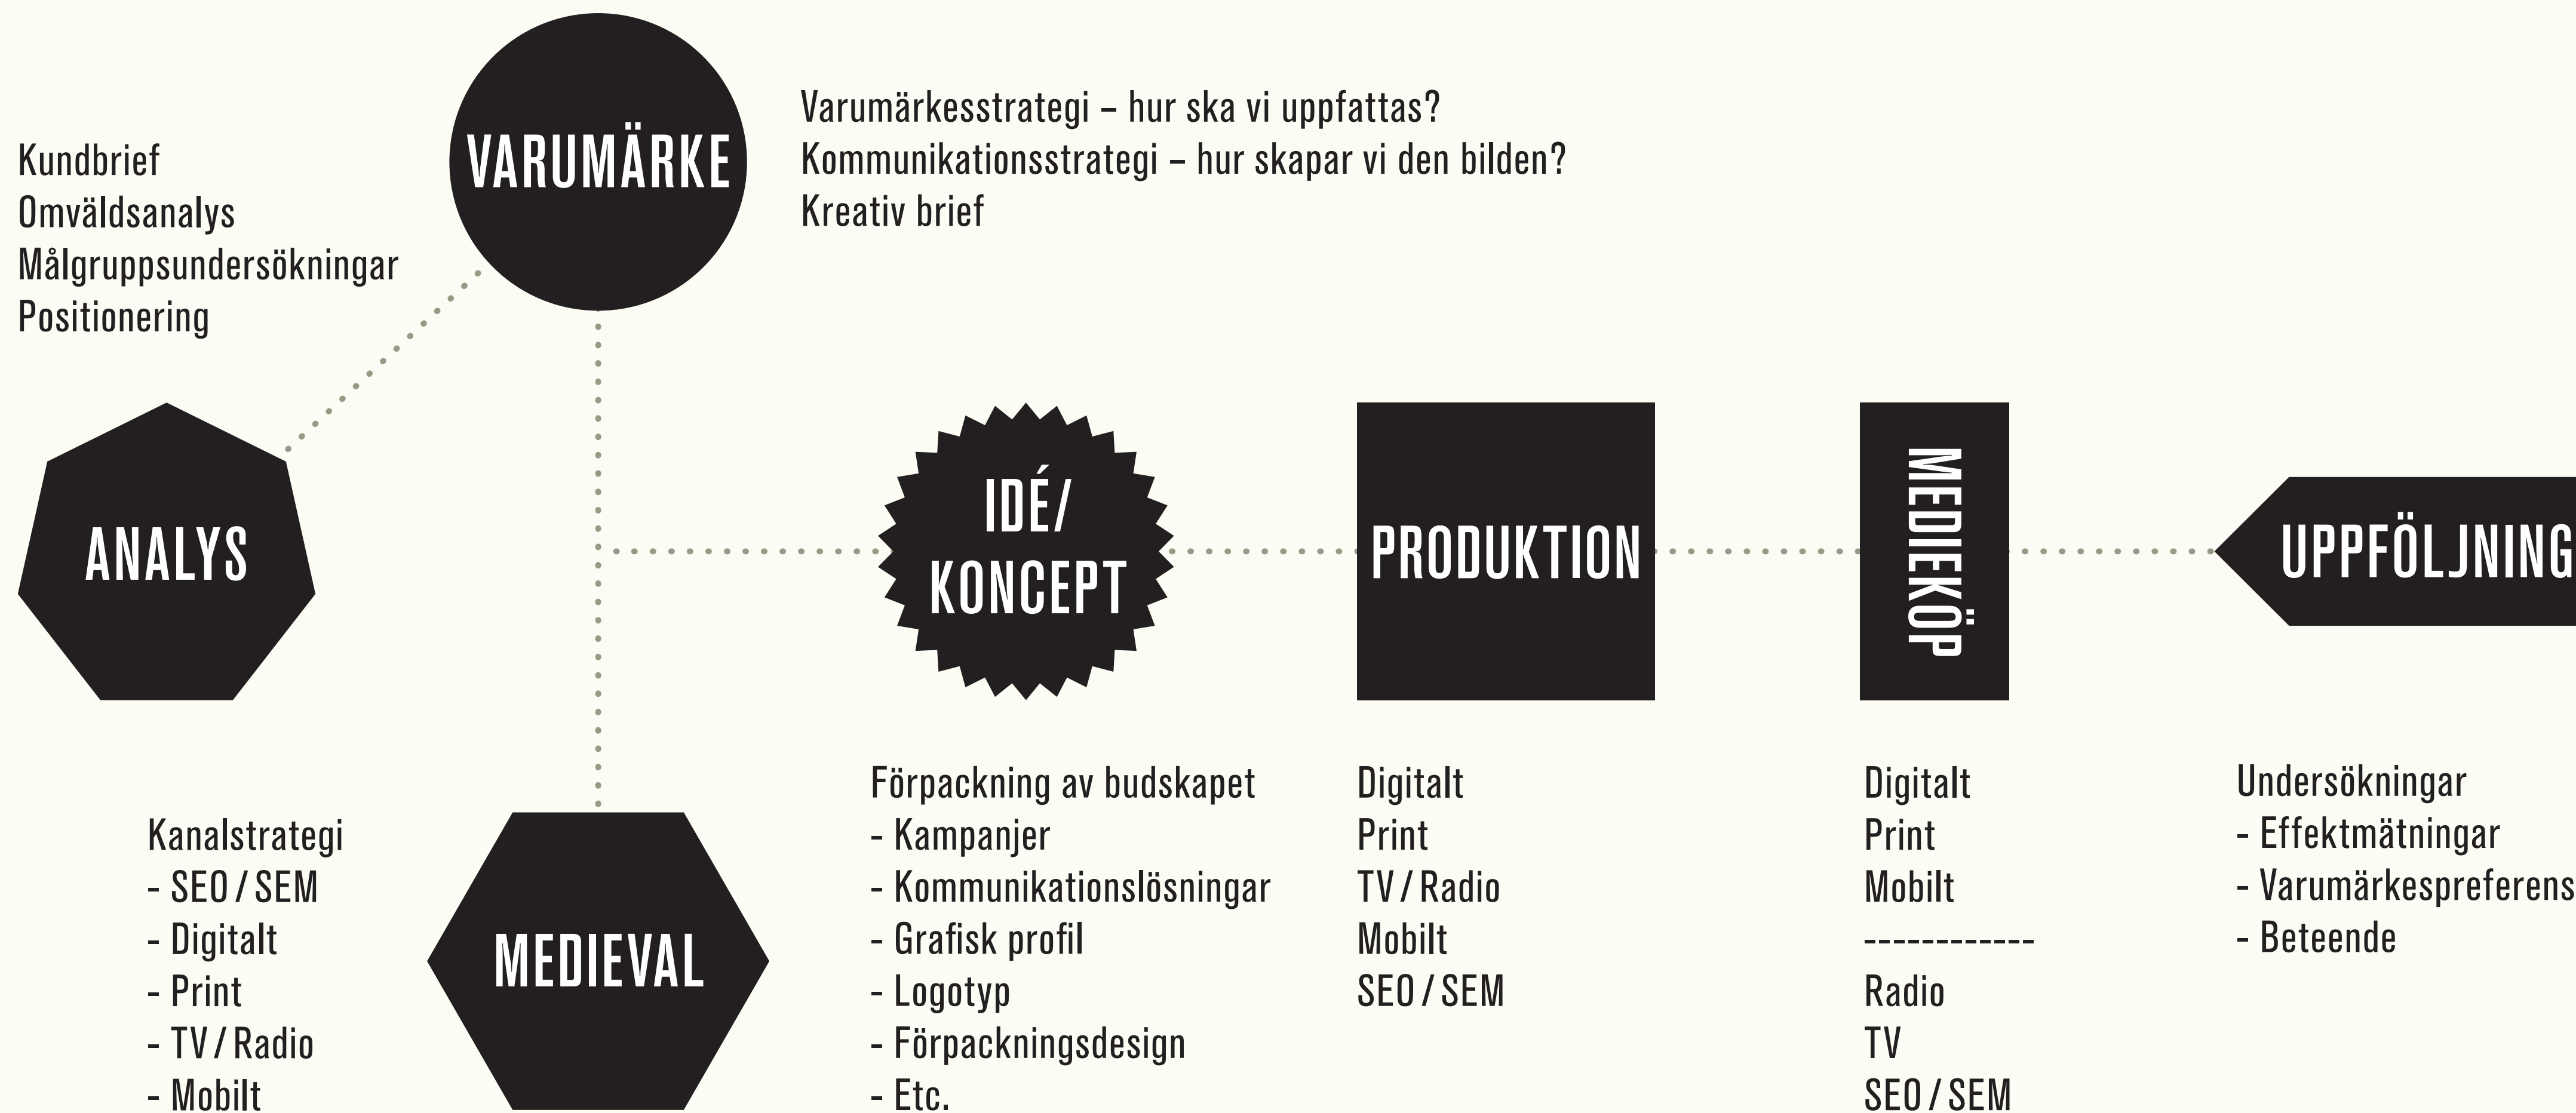 Kundbrief
Omväldsanalys
Målgruppsundersökningar
Positionering
VARUMÄRKE
Varumärkesstrategi – hur ska vi uppfattas?
Kommunikationsstrategi – hur skapar vi den bilden?
Kreativ brief
ANALYS
IDÉ/
KONCEPT
PRODUKTION
MEDIEKÖP
UPPFÖLJNING
Kanalstrategi
- SEO / SEM
- Digitalt
- Print
- TV / Radio
- Mobilt
MEDIEVAL
Förpackning av budskapet
- Kampanjer
- Kommunikationslösningar
- Grafisk profil
- Logotyp
- Förpackningsdesign
- Etc.
Digitalt
Print
TV / Radio
Mobilt
SEO / SEM
Digitalt
Print
Mobilt
------------
Radio
TV
SEO / SEM
Undersökningar
- Effektmätningar
- Varumärkespreferens
- Beteende